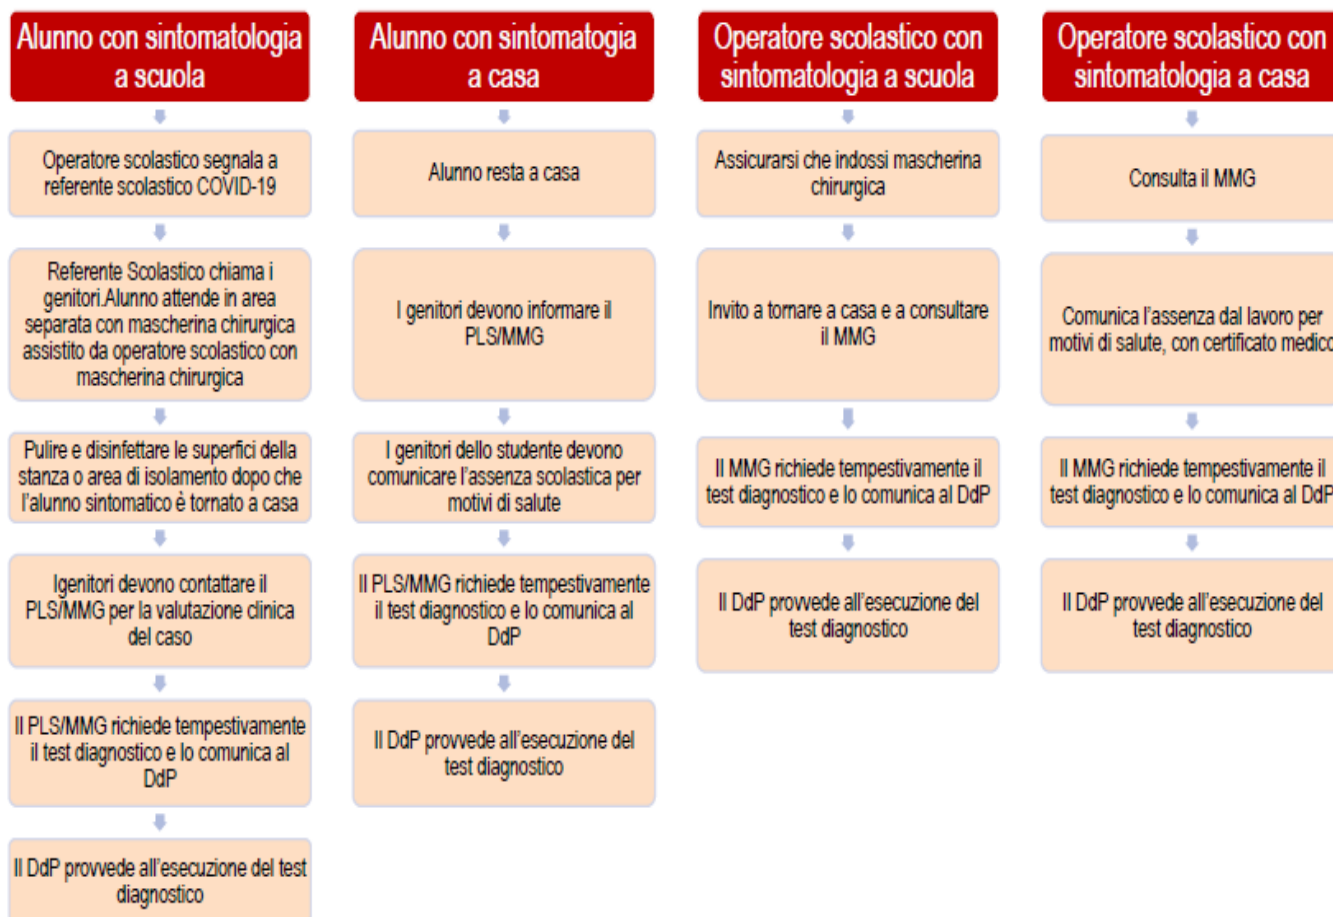 Alunno con sintomatologia
a scuola
Operatore scolastico segnala a
referente scolastico COVID-19
Referente Scolastico chiama i
genitori.Alunno attende in area
separata con mascherina chirurgica
assistito da operatore scolastico con
mascherina chirurgica
Pulire e disinfettare le superfici della
stanza o area di isolamento dopo che
l'alunno sintomatico è tornato a casa
Igenitori devono contattare il
PLS/MMG per la valutazione clinica
del caso
Il PLS/MMG richiede tempestivamente
il test diagnostico e lo comunica al
DdP
Il DdP provvede all'esecuzione del test
diagnostico
Alunno con sintomatogia
a casa
Alunno resta a casa
I genitori devono informare il
PLS/MMG
I genitori dello studente devono
comunicare l'assenza scolastica per
motivi di salute
Il PLS/MMG richiede tempestivamente
il test diagnostico e lo comunica al
DdP
Il DdP provvede all'esecuzione del
test diagnostico
Operatore scolastico con
sintomatologia a scuola
Assicurarsi che indossi mascherina
chirurgica
Invito a tornare a casa e a consultare
il MMG
Il MMG richiede tempestivamente il
test diagnostico e lo comunica al DdP
Il DdP provvede all'esecuzione del
test diagnostico
Operatore scolastico con
sintomatologia a casa
Consulta il MMG
Comunica l'assenza dal lavoro per
motivi di salute, con certificato medico
Il MMG richiede tempestivamente il
test diagnostico e lo comunica al DdP
Il DdP provvede all'esecuzione del
test diagnostico